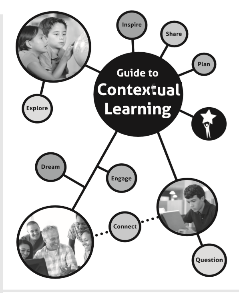 Inspire
Share
Guide to
Contextual
Learning
Plan
Explore
Dream
Engage
Connect
Question